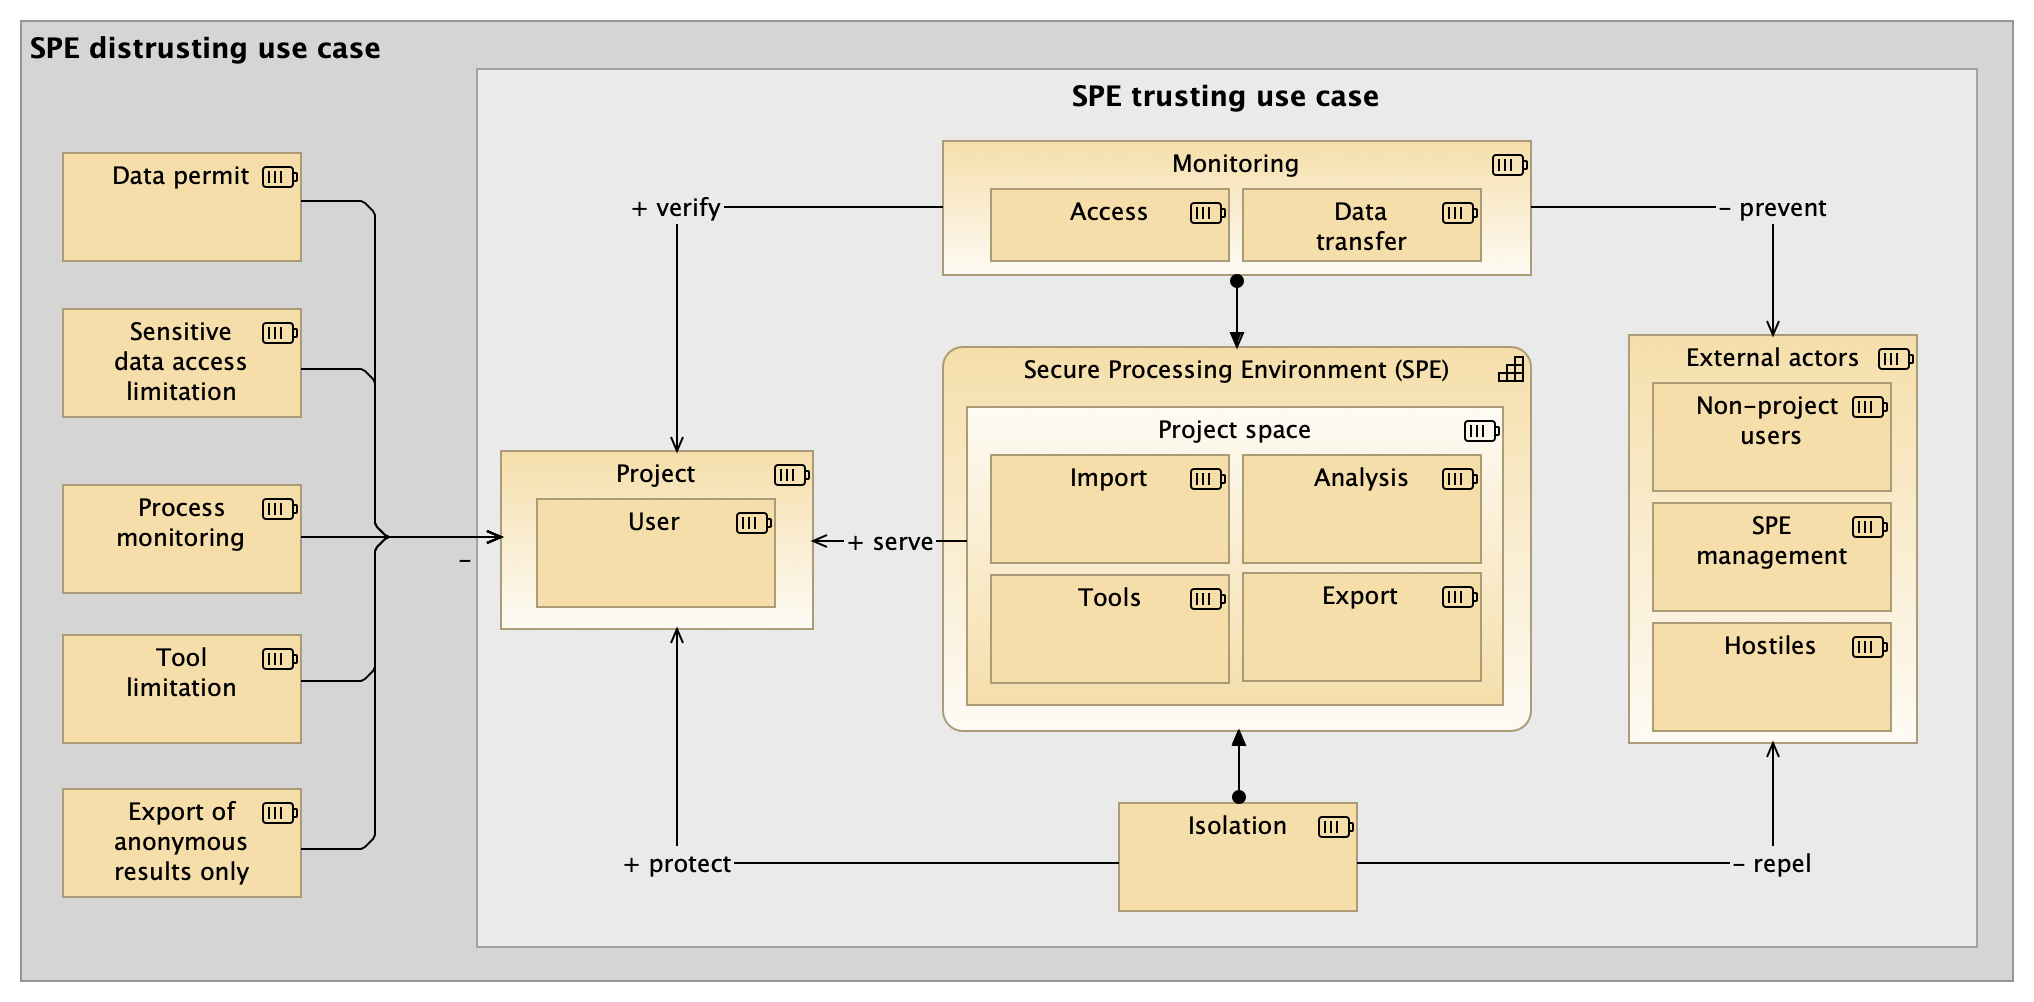 SPE distrusting use case
SPE trusting use case
Data permit
Sensitive
data access
limitation
Process
monitoring
Tool
limitation
Export of
anonymous
results only
–
+ verify
Monitoring
Access
Data
transfer
– prevent
Project
User
+ serve
Secure Processing Environment (SPE)
Project space
Import
Analysis
Tools
Export
External actors
Non-project
users
SPE
management
Hostiles
+ protect
Isolation
– repel